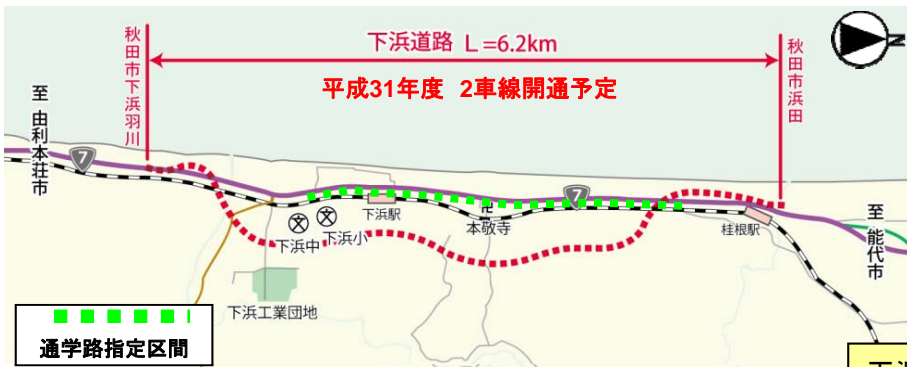 下浜道路 L=6.2km
平成31年度 2車線開通予定
秋田市下浜羽川
秋田市浜田
N
至 由利本荘市
7
7
下浜駅
下浜中
下浜小
本敬寺
桂根駅
至 能代市
下浜工業団地
通学路指定区間